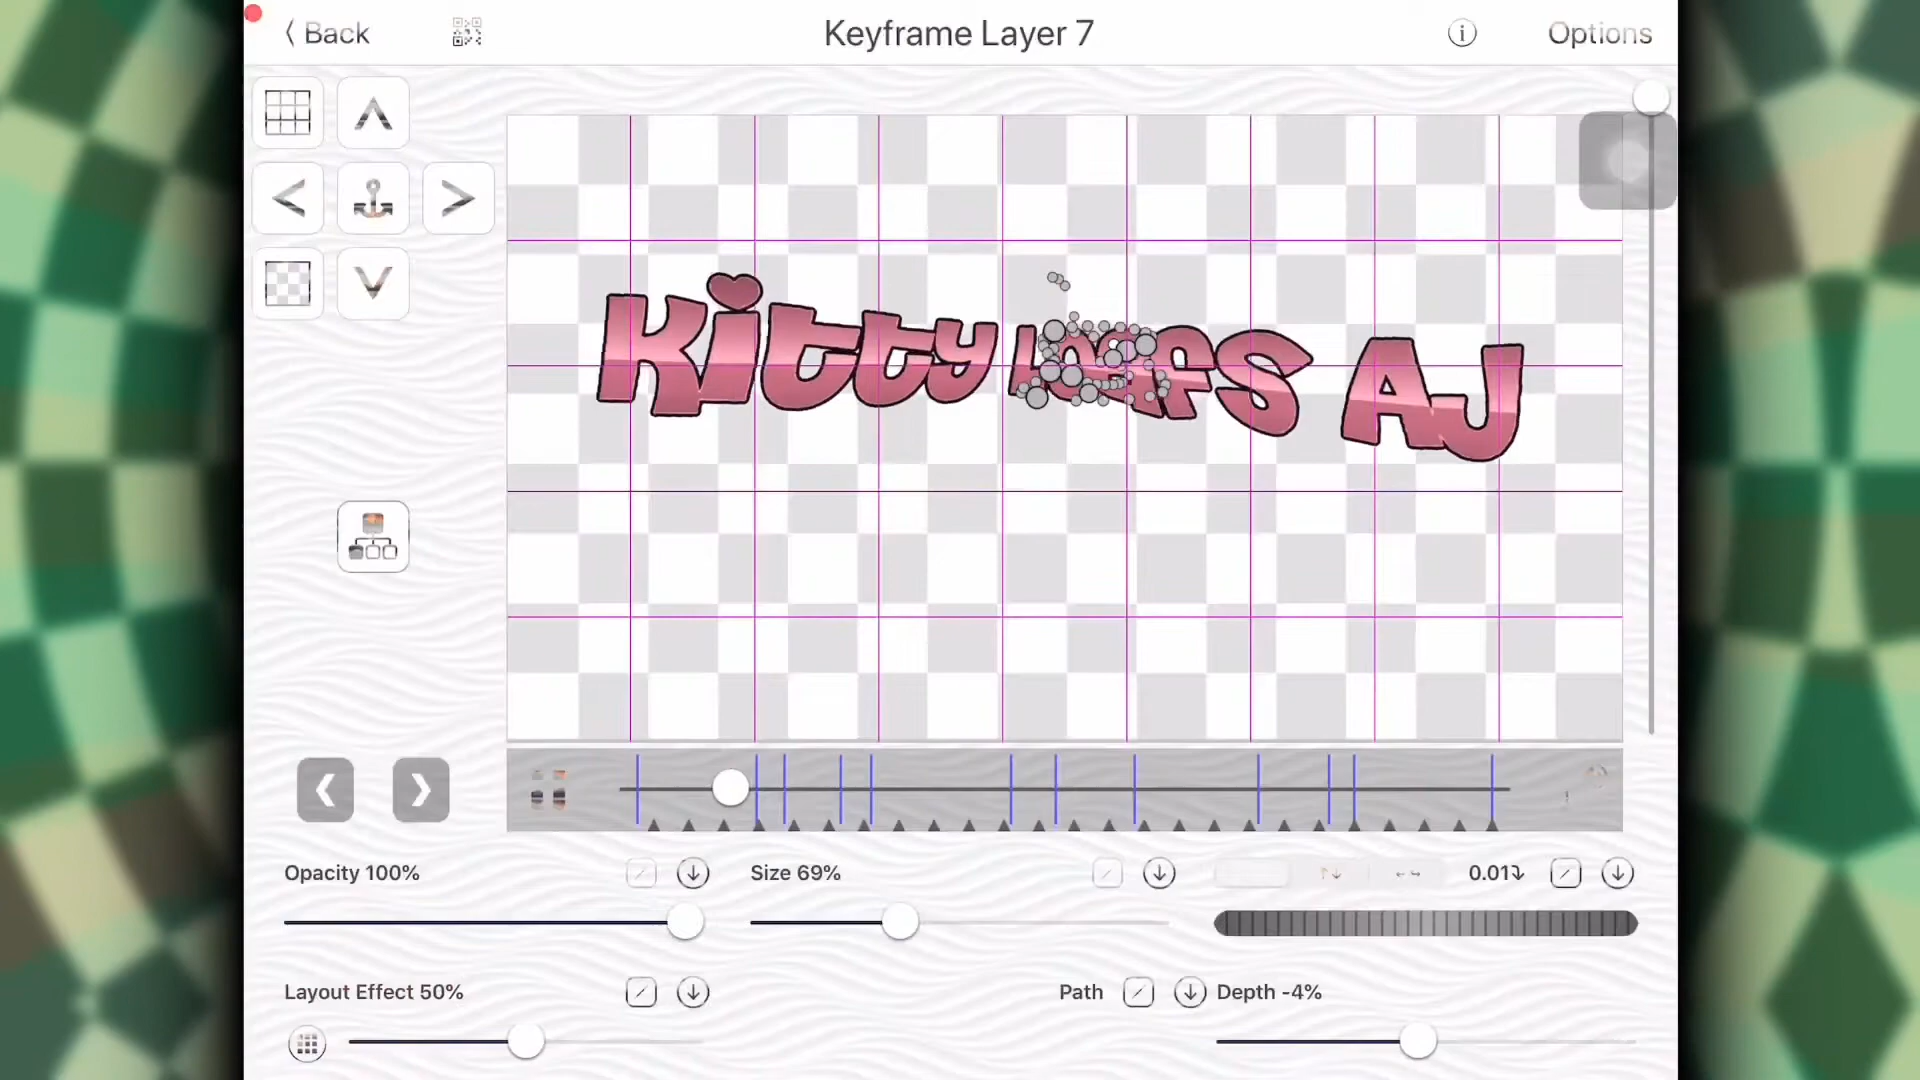 Back
Keyframe Layer 7
Options
Kitty Loafs AJ
Opacity 100%
Size 69%
0.01
Layout Effect 50%
Path
Depth -4%